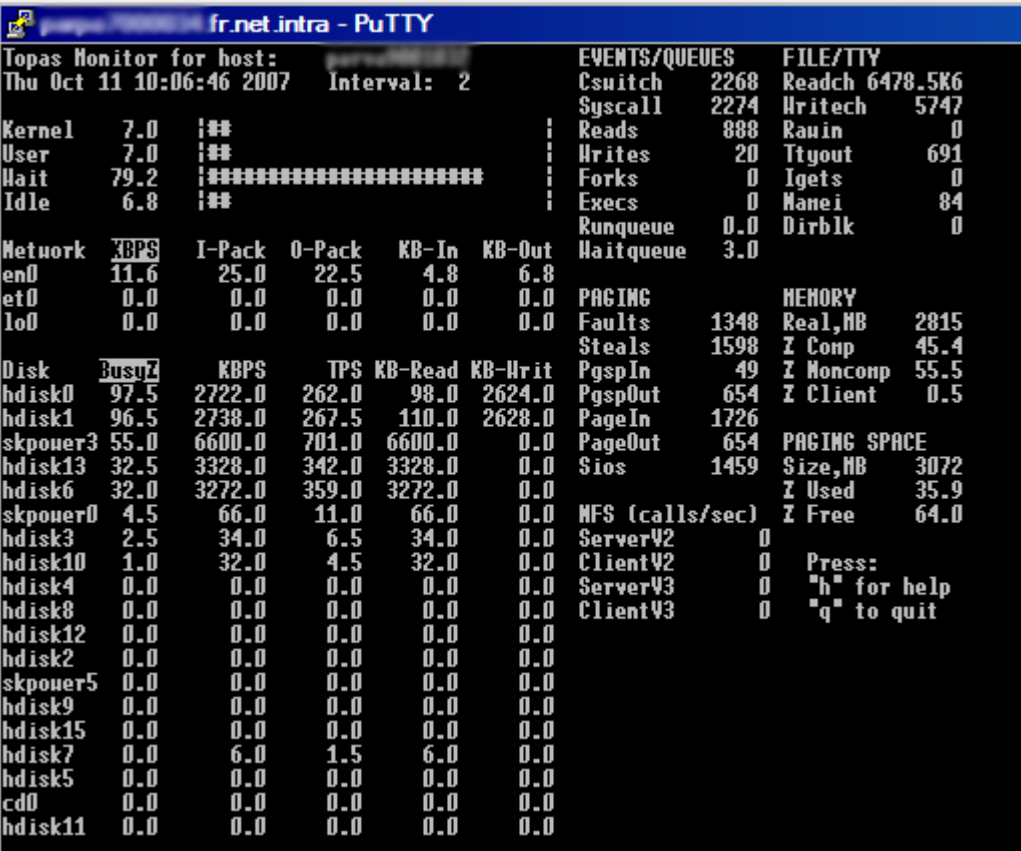 fr.net.intra - PuTTY
Topas Monitor for host:
Thu Oct 11 10:06:46 2007 Interval: 2
Kernel 7.0 |## |
User 7.0 |## |
Wait 79.2 |####################### |
Idle 6.8 |## |
Network KBPS I-Pack O-Pack KB-In KB-Out
en0 11.6 25.0 22.5 4.8 6.8
et0 0.0 0.0 0.0 0.0 0.0
lo0 0.0 0.0 0.0 0.0 0.0
Disk Busy% KBPS TPS KB-Read KB-Writ
hdisk0 97.5 2722.0 262.0 98.0 2624.0
hdisk1 96.5 2738.0 267.5 110.0 2628.0
skpower3 55.0 6600.0 701.0 6600.0 0.0
hdisk13 32.5 3328.0 342.0 3328.0 0.0
hdisk6 32.0 3272.0 359.0 3272.0 0.0
skpower0 4.5 66.0 11.0 66.0 0.0
hdisk3 2.5 34.0 6.5 34.0 0.0
hdisk10 1.0 32.0 4.5 32.0 0.0
hdisk4 0.0 0.0 0.0 0.0 0.0
hdisk8 0.0 0.0 0.0 0.0 0.0
hdisk12 0.0 0.0 0.0 0.0 0.0
hdisk2 0.0 0.0 0.0 0.0 0.0
skpower5 0.0 0.0 0.0 0.0 0.0
hdisk9 0.0 0.0 0.0 0.0 0.0
hdisk15 0.0 0.0 0.0 0.0 0.0
hdisk7 0.0 6.0 1.5 6.0 0.0
hdisk5 0.0 0.0 0.0 0.0 0.0
cd0 0.0 0.0 0.0 0.0 0.0
hdisk11 0.0 0.0 0.0 0.0 0.0
EVENTS/QUEUES
Cswitch 2268
Syscall 2274
Reads 888
Writes 20
Forks 0
Execs 0
Runqueue 0.0
Waitqueue 3.0
PAGING
Faults 1348
Steals 1598
PgspIn 49
PgspOut 654
PageIn 1726
PageOut 654
Sios 1459
NFS (calls/sec)
ServerV2 0
ClientV2 0
ServerV3 0
ClientV3 0
FILE/TTY
Readch 6478.5K6
Writech 5747
Rawin 0
Ttyout 691
Igets 0
Namei 84
Dirblk 0
MEMORY
Real,MB 2815
% Comp 45.4
% Noncomp 55.5
% Client 0.5
PAGING SPACE
Size,MB 3072
% Used 35.9
% Free 64.0
Press:
"h" for help
"q" to quit